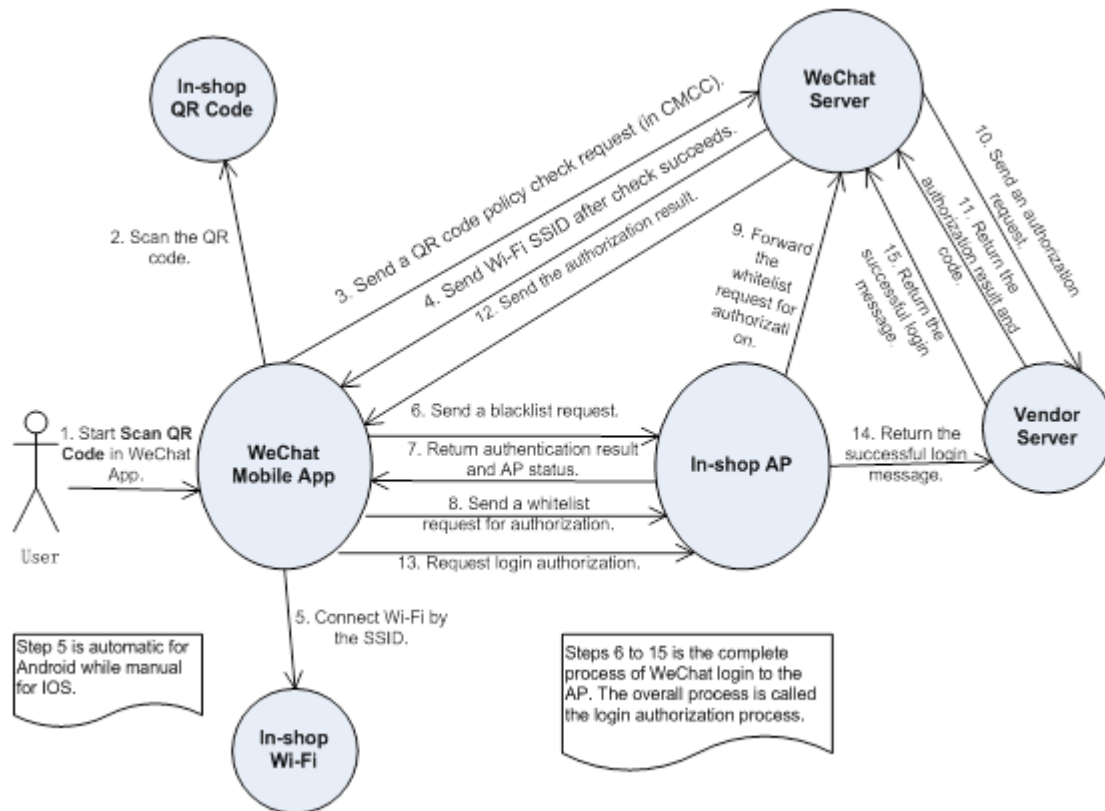 In-shop
QR Code
WeChat
Server
2. Scan the QR
code.
3. Send a QR code policy check request (in CMCC).
4. Send Wi-Fi SSID after check succeeds.
12. Send the authorization result.
9. Forward
the
whitelist
request for
authorizati
on.
10. Send an authorization
request.
11. Return the
authorization result and
code.
15. Return the
successful login
message.
1. Start Scan QR
Code in WeChat
App.
User
WeChat
Mobile App
6. Send a blacklist request.
7. Return authentication result
and AP status.
8. Send a whitelist
request for authorization.
13. Request login authorization.
In-shop AP
14. Return the
successful login
message.
Vendor
Server
5. Connect Wi-Fi by
the SSID.
Step 5 is automatic for
Android while manual
for IOS.
In-shop
Wi-Fi
Steps 6 to 15 is the complete
process of WeChat login to the
AP. The overall process is called
the login authorization process.